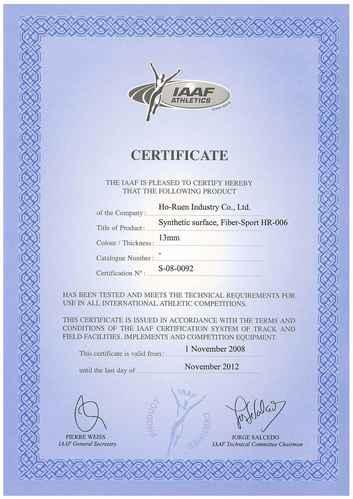 IAAF
ATHLETICS
CERTIFICATE
THE IAAF IS PLEASED TO CERTIFY HEREBY
THAT THE FOLLOWING PRODUCT
of the Company: Ho-Ruen Industry Co., Ltd.
Title of Product: Synthetic surface, Fiber-Sport HR-006
Colour / Thickness: 13mm
Catalogue Number: -
Certification N°: S-08-0092
HAS BEEN TESTED AND MEETS THE TECHNICAL REQUIREMENTS FOR
USE IN ALL INTERNATIONAL ATHLETIC COMPETITIONS.
THIS CERTIFICATE IS ISSUED IN ACCORDANCE WITH THE TERMS AND
CONDITIONS OF THE IAAF CERTIFICATION SYSTEM OF TRACK AND
FIELD FACILITIES, IMPLEMENTS AND COMPETITION EQUIPMENT.
This certificate is valid from: 1 November 2008
until the last day of November 2012
PIERRE WEISS
IAAF General Secretary
JORGE SALCEDO
IAAF Technical Committee Chairman